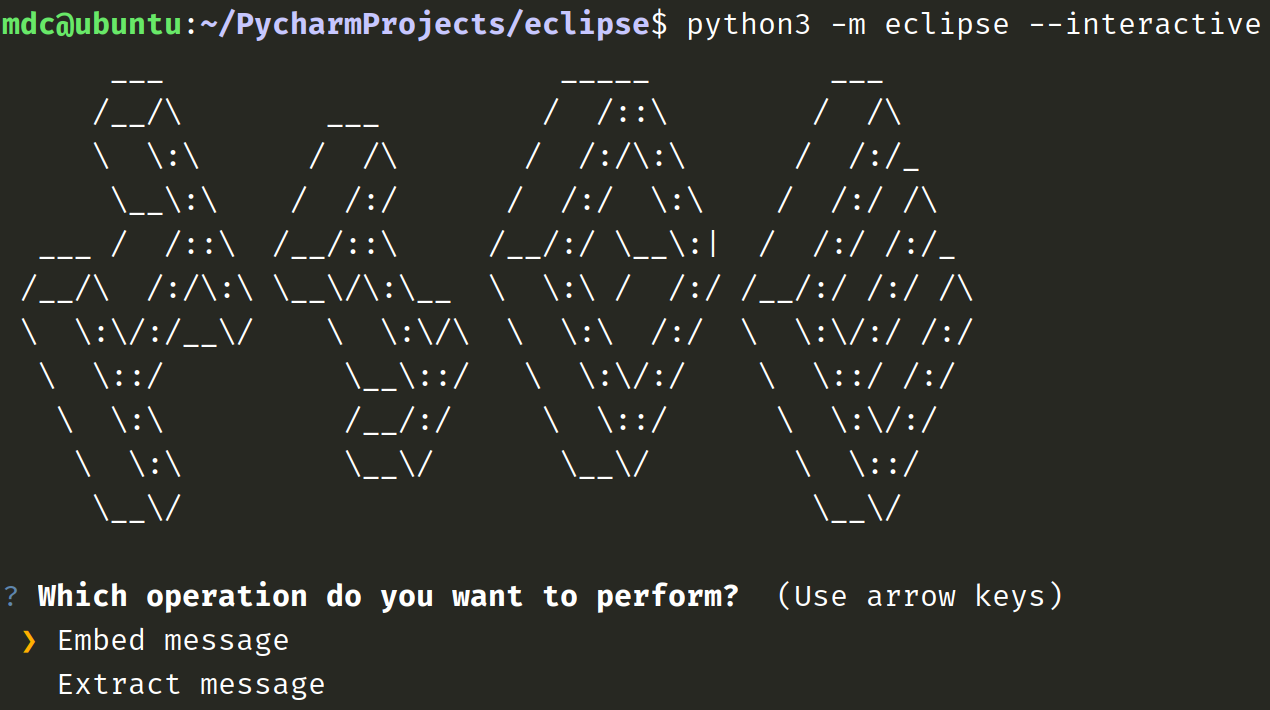 mdc@ubuntu:~/PycharmProjects/eclipse$ python3 -m eclipse --interactive
      ___                      _____          ___
     /__/\        ___         /  /::\        /  /\
     \  \:\      /  /\       /  /:/\:\      /  /:/_
      \__\:\    /  /:/      /  /:/  \:\    /  /:/ /\
  ___ /  /::\  /__/::\     /__/:/ \__\:|  /  /:/ /:/_
 /__/\  /:/\:\ \__\/\:\__  \  \:\ /  /:/ /__/:/ /:/ /\
 \  \:\/:/__\/    \  \:\/\  \  \:\  /:/  \  \:\/:/ /:/
  \  \::/          \__\::/   \  \:\/:/    \  \::/ /:/
   \  \:\          /__/:/     \  \::/      \  \:\/:/
    \  \:\         \__\/       \__\/        \  \::/
     \__\/                                   \__\/
? Which operation do you want to perform?  (Use arrow keys)
 ❯ Embed message
   Extract message